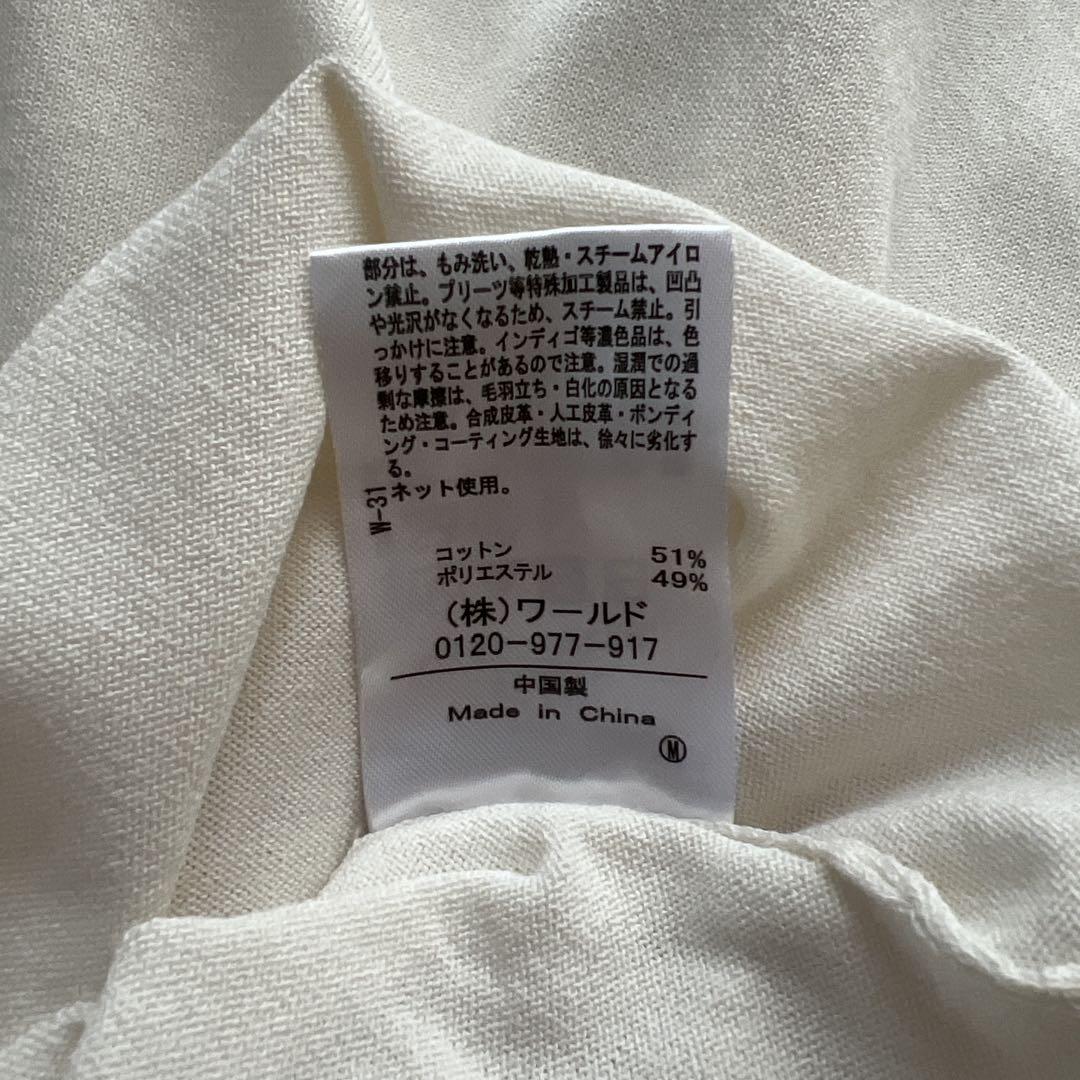 部分は、もみ洗い、乾熱・スチームアイロ
ン禁止。プリーツ等特殊加工製品は、凹凸
や光沢がなくなるため、スチーム禁止。引
っかけに注意。インディゴ等濃色品は、色
移りすることがあるので注意。湿潤での過
剰な摩擦は、毛羽立ち・白化の原因となる
ため注意。合成皮革・人工皮革・ボンディ
ング・コーティング生地は、徐々に劣化す
る。
ネット使用。
W-31
コットン 51%
ポリエステル 49%
(株)ワールド
0120-977-917
中国製
Made in China
Ⓜ